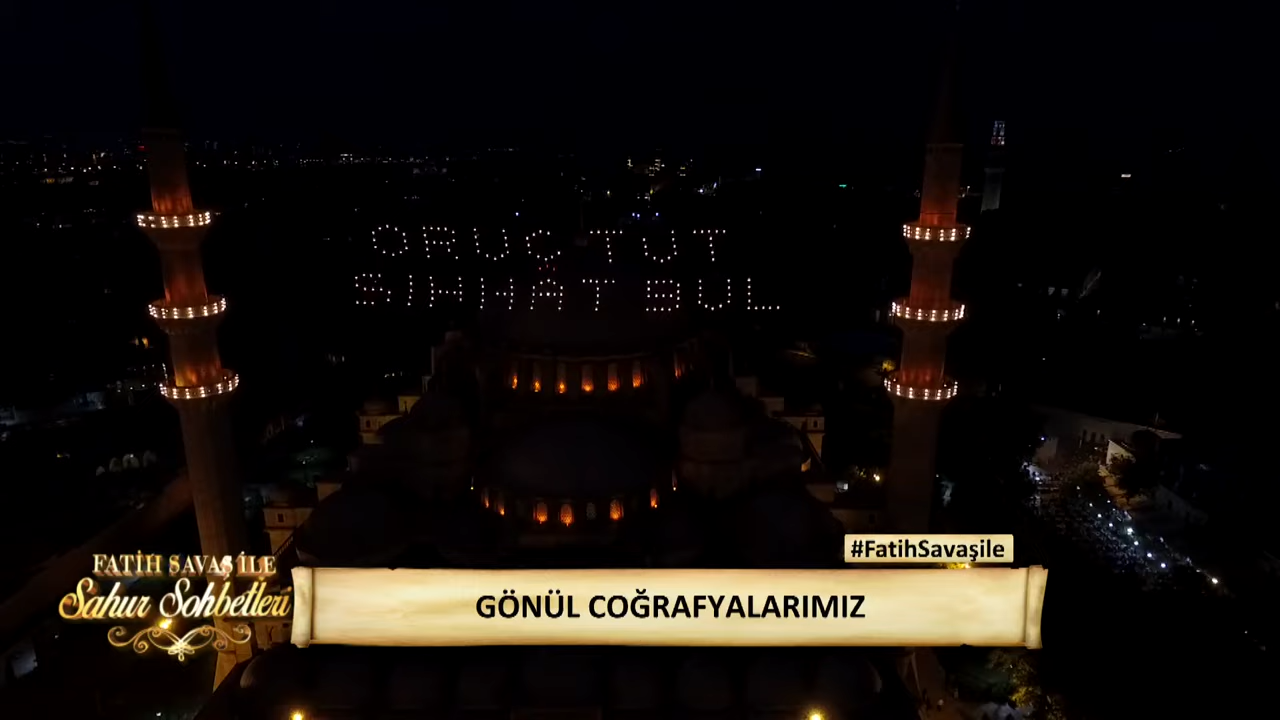 ORUÇ TUT
SIHHAT BUL
#FatihSavaşile
FATİH SAVAŞ İLE
Sahur Sohbetleri
GÖNÜL COĞRAFYALARIMIZ